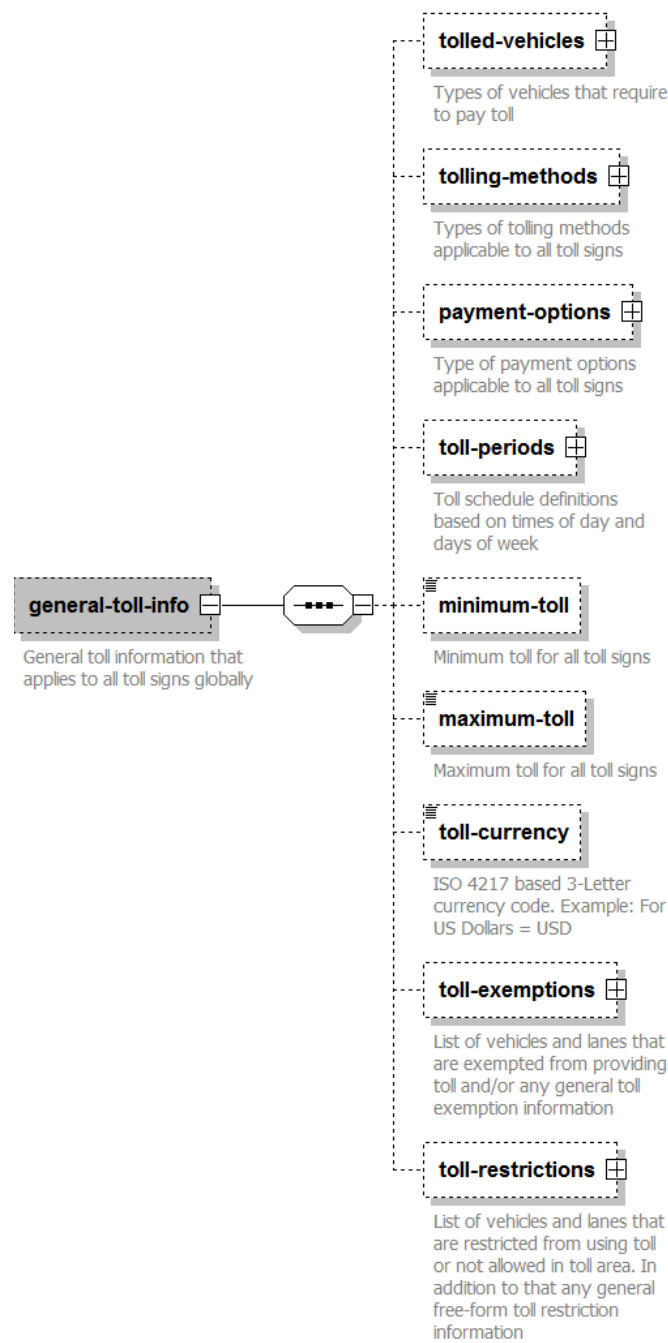 tolled-vehicles
Types of vehicles that require
to pay toll
tolling-methods
Types of tolling methods
applicable to all toll signs
payment-options
Type of payment options
applicable to all toll signs
toll-periods
Toll schedule definitions
based on times of day and
days of week
general-toll-info
General toll information that
applies to all toll signs globally
minimum-toll
Minimum toll for all toll signs
maximum-toll
Maximum toll for all toll signs
toll-currency
ISO 4217 based 3-Letter
currency code. Example: For
US Dollars = USD
toll-exemptions
List of vehicles and lanes that
are exempted from providing
toll and/or any general toll
exemption information
toll-restrictions
List of vehicles and lanes that
are restricted from using toll
or not allowed in toll area. In
addition to that any general
free-form toll restriction
information